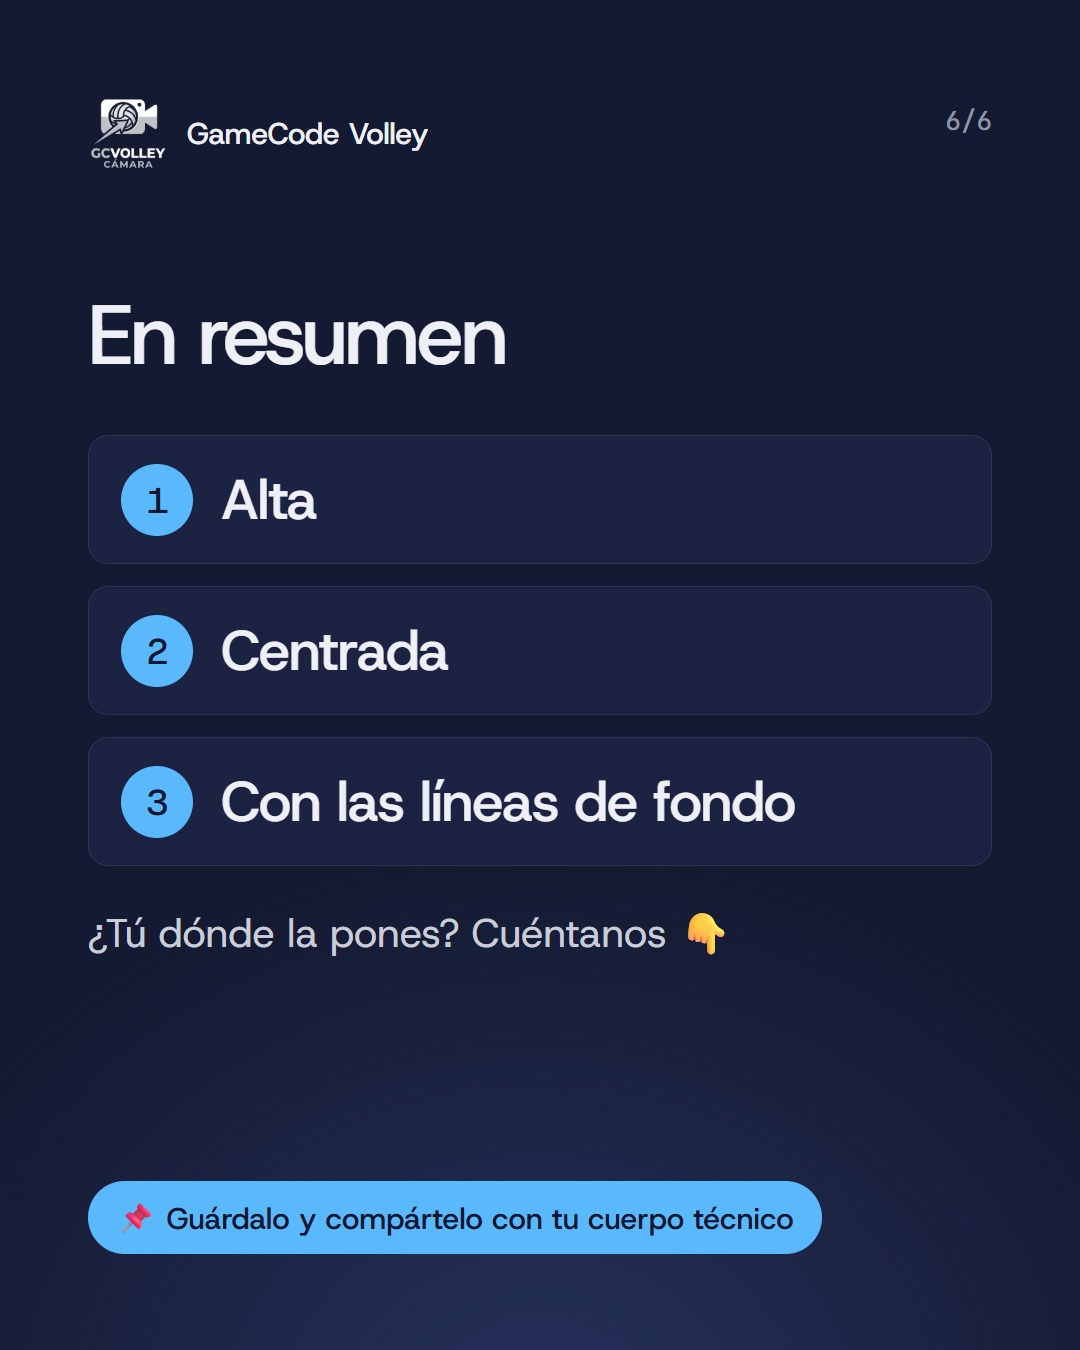 GCVOLLEY
CÁMARA
GameCode Volley
6/6
En resumen
1 Alta
2 Centrada
3 Con las líneas de fondo
¿Tú dónde la pones? Cuéntanos 👇
📌 Guárdalo y compártelo con tu cuerpo técnico